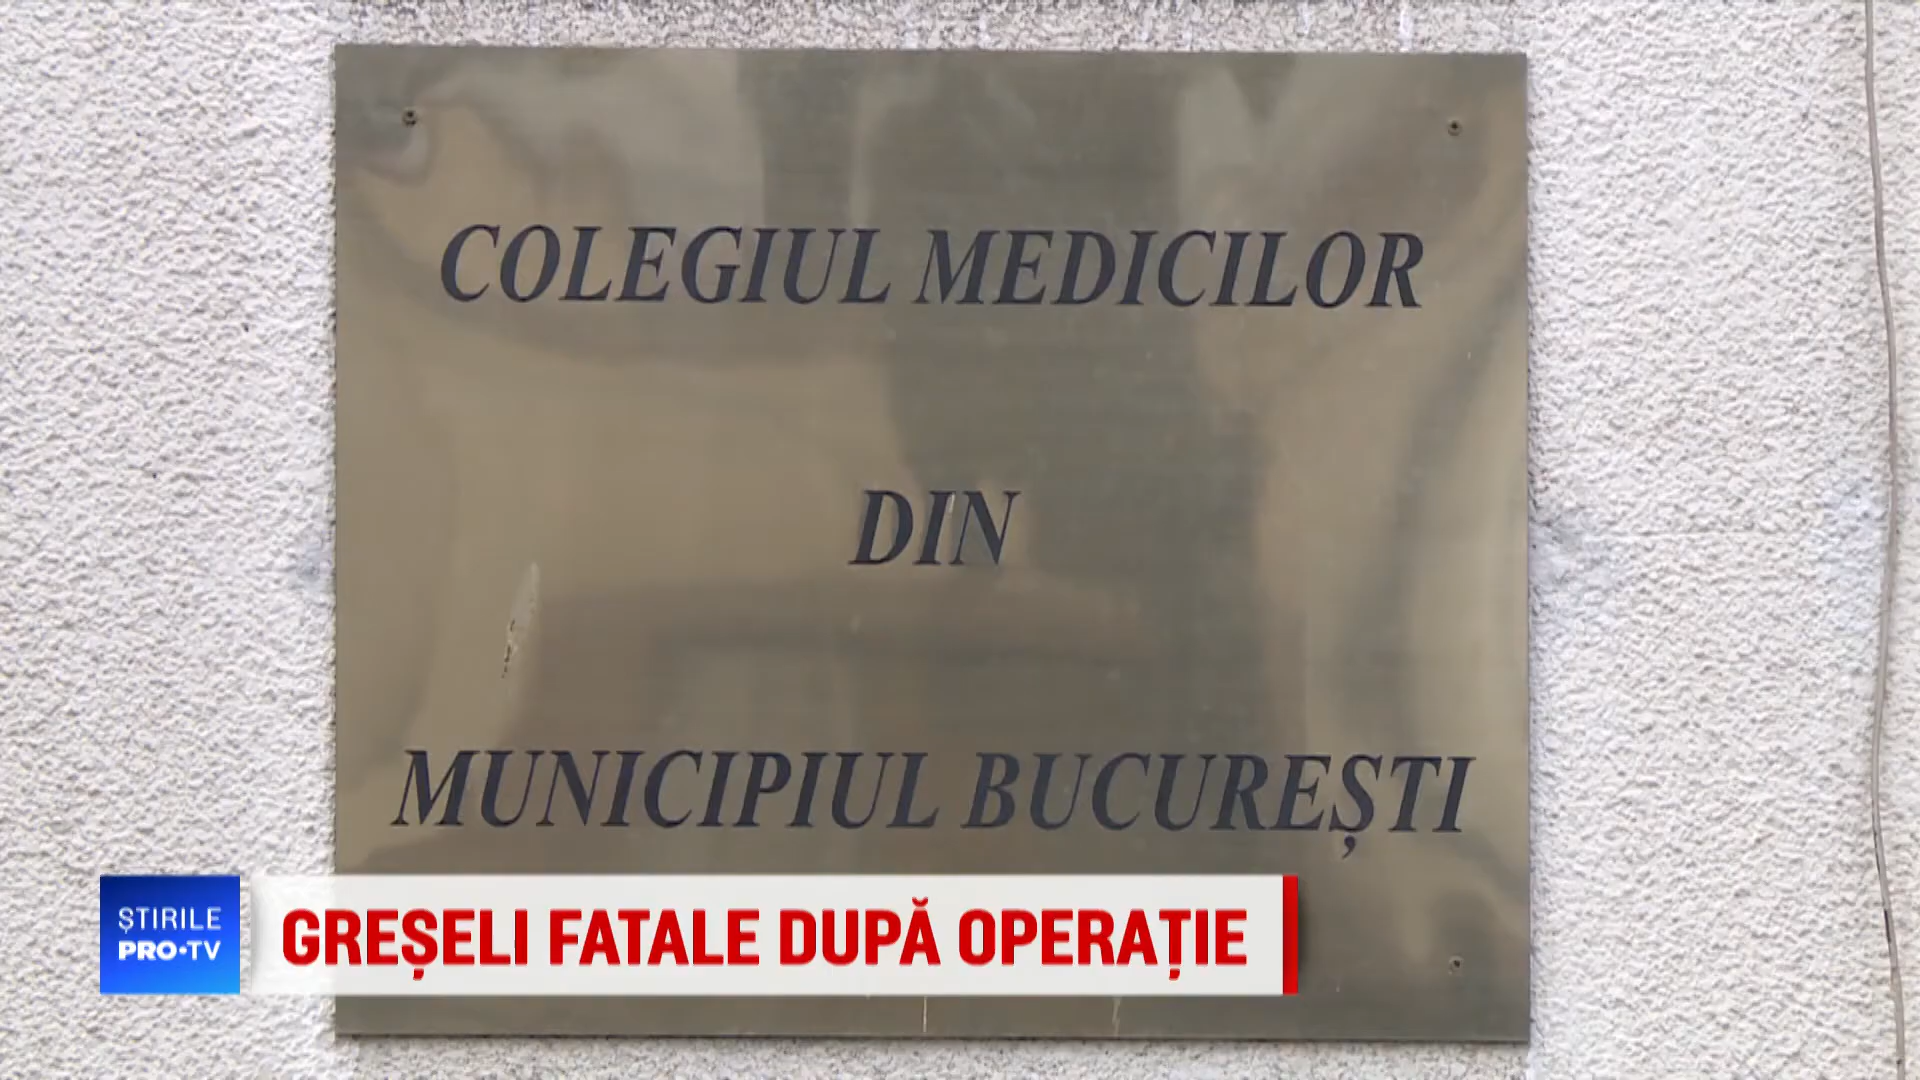 COLEGIUL MEDICILOR
DIN
MUNICIPIUL BUCUREȘTI
ȘTIRILE
PRO•TV
GREȘELI FATALE DUPĂ OPERAȚIE